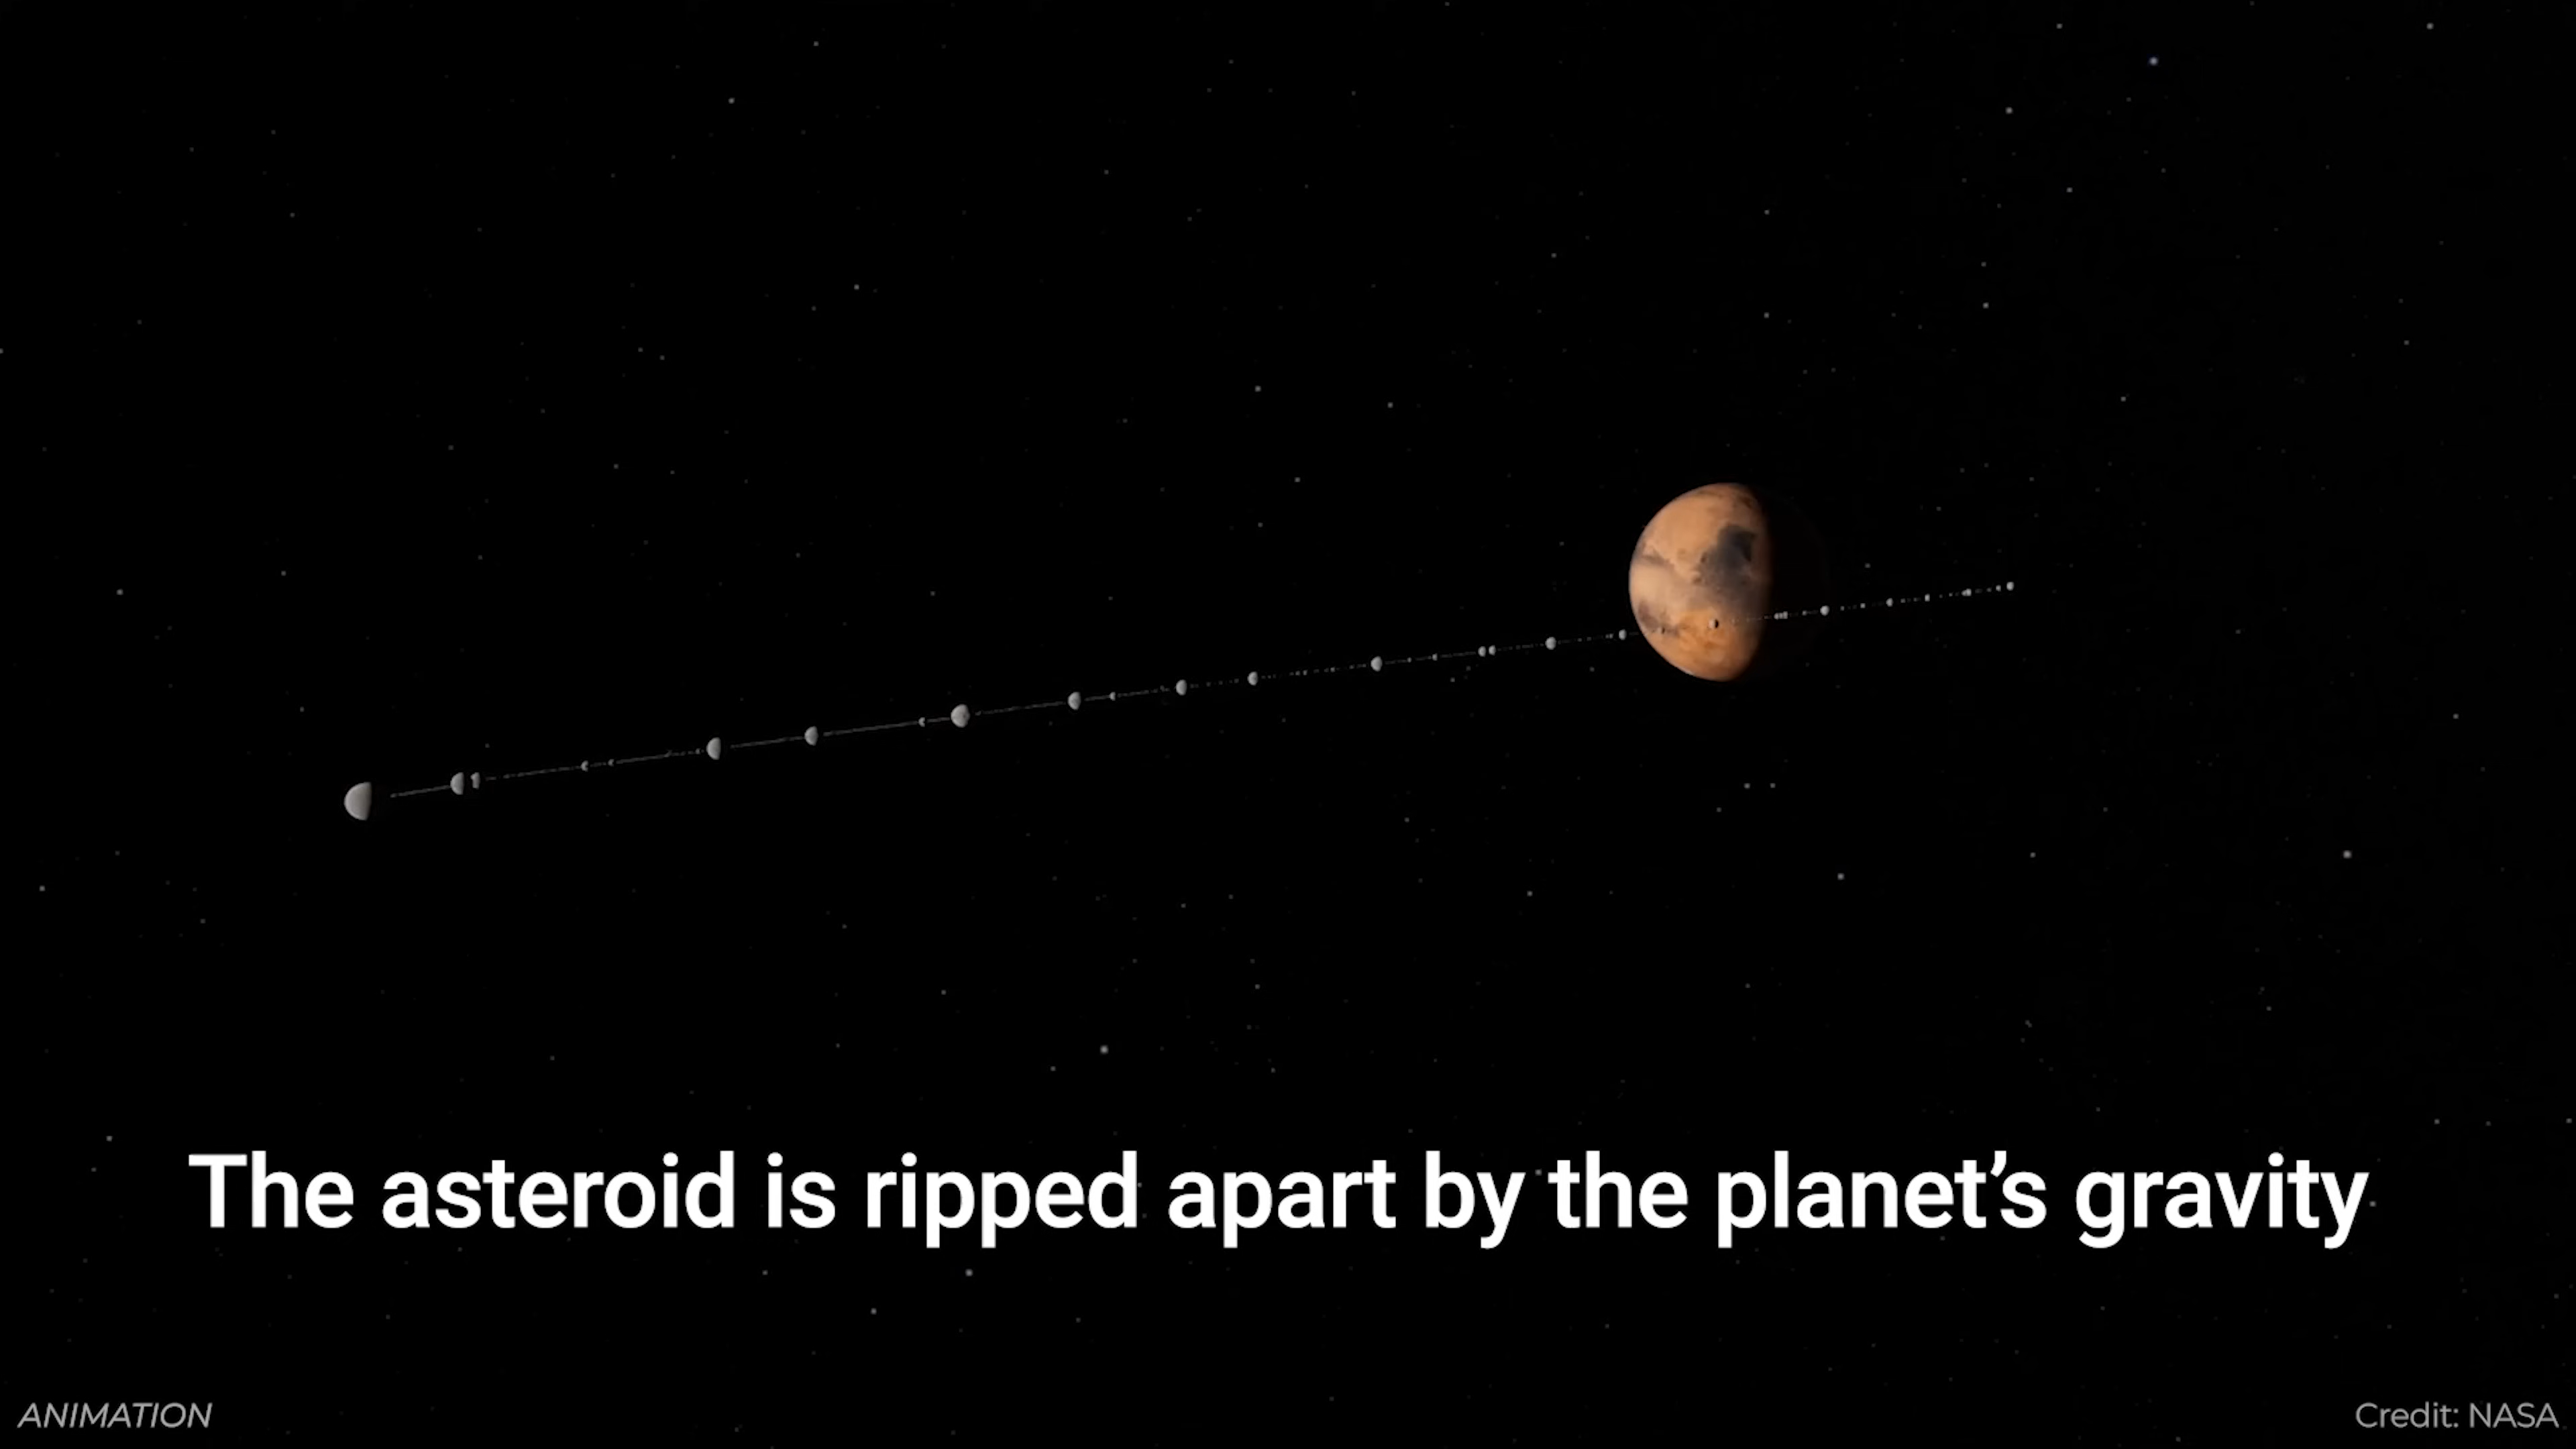 The asteroid is ripped apart by the planet’s gravity
ANIMATION
Credit: NASA